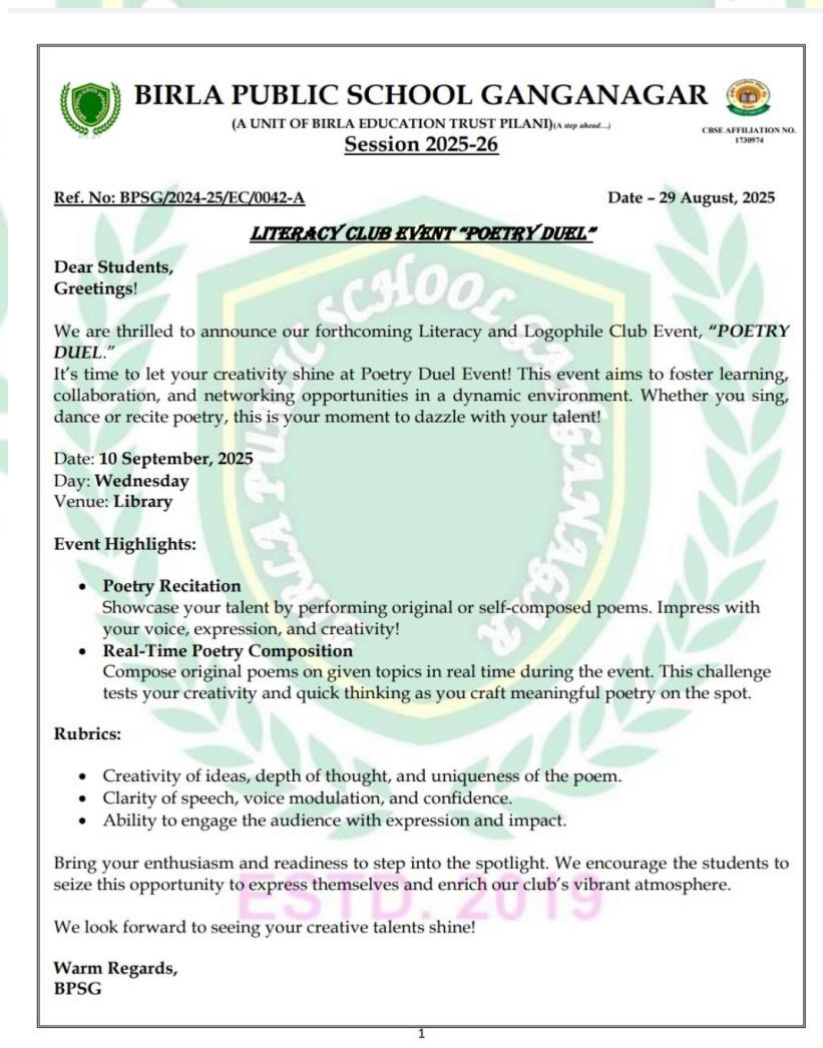 BIRLA PUBLIC SCHOOL GANGANAGAR
(A UNIT OF BIRLA EDUCATION TRUST PILANI)(A step ahead...)
CBSE AFFILIATION NO.
1730974
Session 2025-26
Ref. No: BPSG/2024-25/EC/0042-A
Date – 29 August, 2025
LITERACY CLUB EVENT “POETRY DUEL”
Dear Students,
Greetings!
We are thrilled to announce our forthcoming Literacy and Logophile Club Event, “POETRY
DUEL.”
It’s time to let your creativity shine at Poetry Duel Event! This event aims to foster learning,
collaboration, and networking opportunities in a dynamic environment. Whether you sing,
dance or recite poetry, this is your moment to dazzle with your talent!
Date: 10 September, 2025
Day: Wednesday
Venue: Library
Event Highlights:
• Poetry Recitation
Showcase your talent by performing original or self-composed poems. Impress with
your voice, expression, and creativity!
• Real-Time Poetry Composition
Compose original poems on given topics in real time during the event. This challenge
tests your creativity and quick thinking as you craft meaningful poetry on the spot.
Rubrics:
• Creativity of ideas, depth of thought, and uniqueness of the poem.
• Clarity of speech, voice modulation, and confidence.
• Ability to engage the audience with expression and impact.
Bring your enthusiasm and readiness to step into the spotlight. We encourage the students to
seize this opportunity to express themselves and enrich our club’s vibrant atmosphere.
We look forward to seeing your creative talents shine!
Warm Regards,
BPSG
1
BIRLA PUBLIC SCHOOL GANGANAGAR
ESTD. 2019